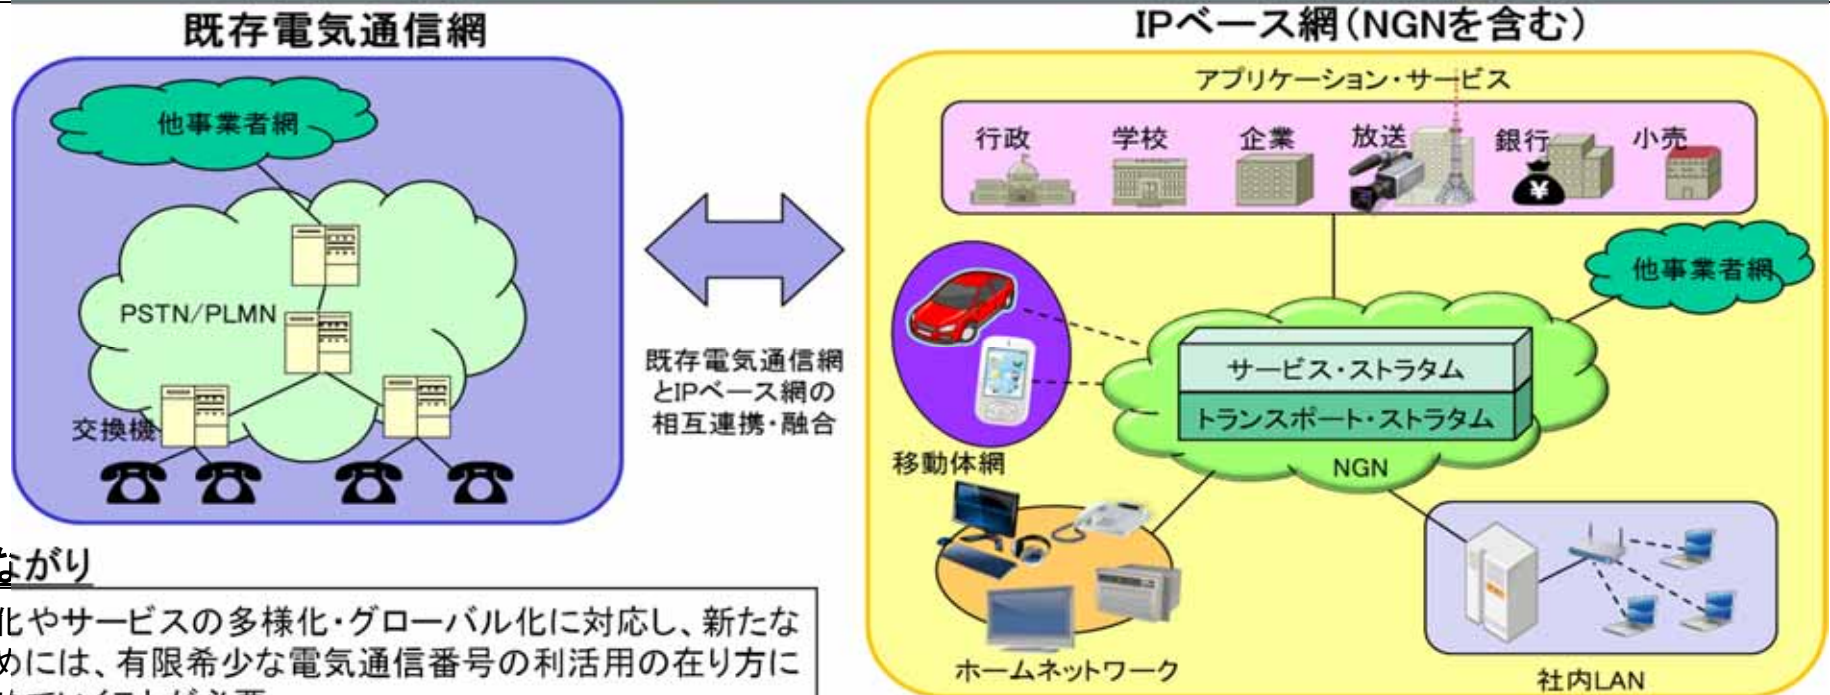 既存電気通信網
他事業者網
PSTN/PLMN
交換機
既存電気通信網
とIPベース網の
相互連携・融合
IPベース網(NGNを含む)
アプリケーション・サービス
行政
学校
企業
放送
銀行
小売
¥
他事業者網
サービス・ストラタム
トランスポート・ストラタム
NGN
移動体網
ホームネットワーク
社内LAN
ながり
化やサービスの多様化・グローバル化に対応し、新たな
めには、有限希少な電気通信番号の利活用の在り方に